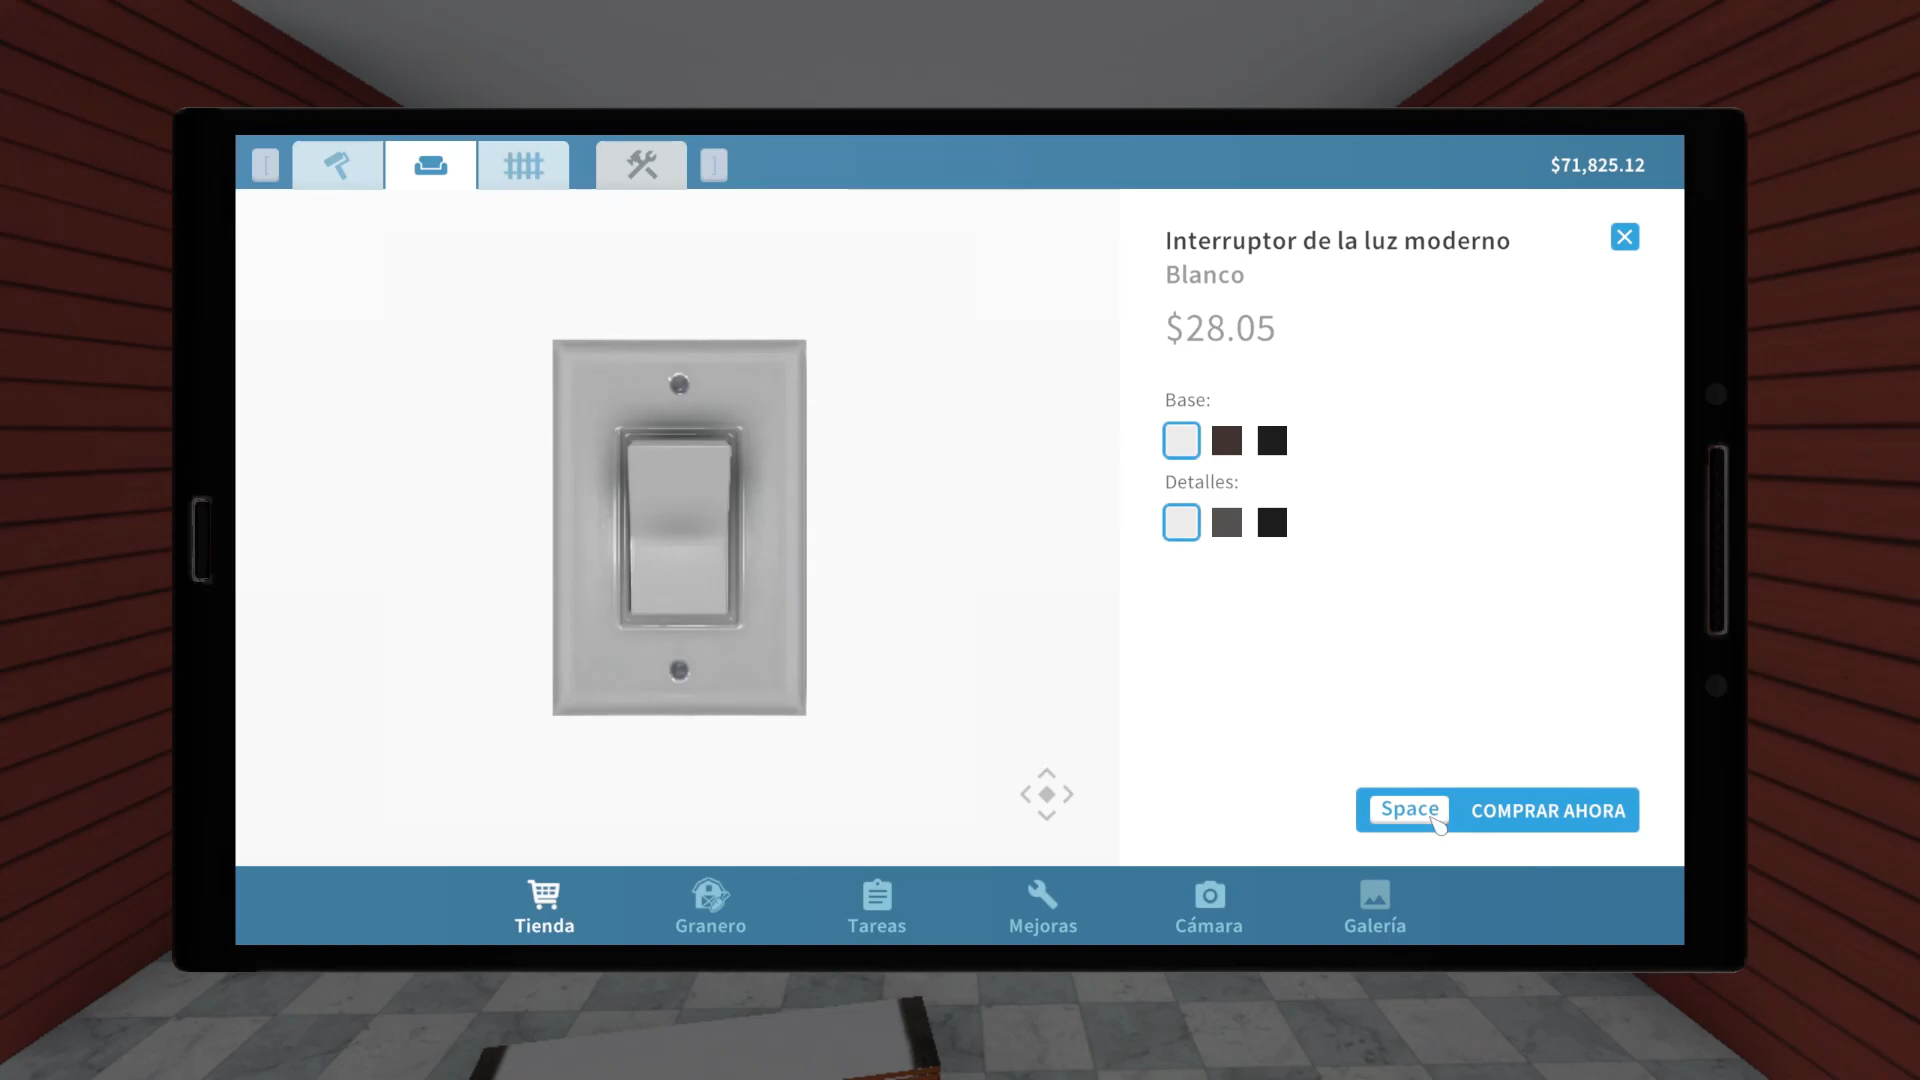 [
]
$71,825.12
Interruptor de la luz moderno
Blanco
$28.05
Base:
Detalles:
Space COMPRAR AHORA
Tienda Granero Tareas Mejoras Cámara Galería